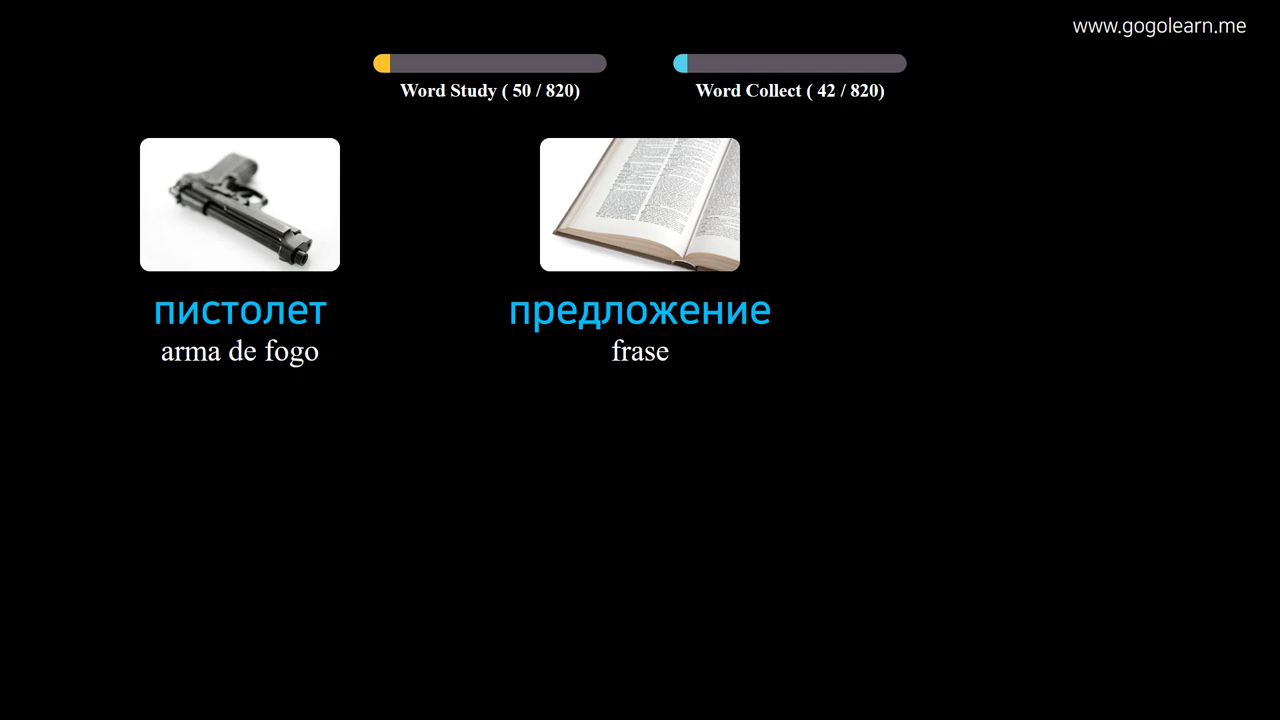 www.gogolearn.me
Word Study ( 50 / 820)
Word Collect ( 42 / 820)
пистолет
arma de fogo
предложение
frase